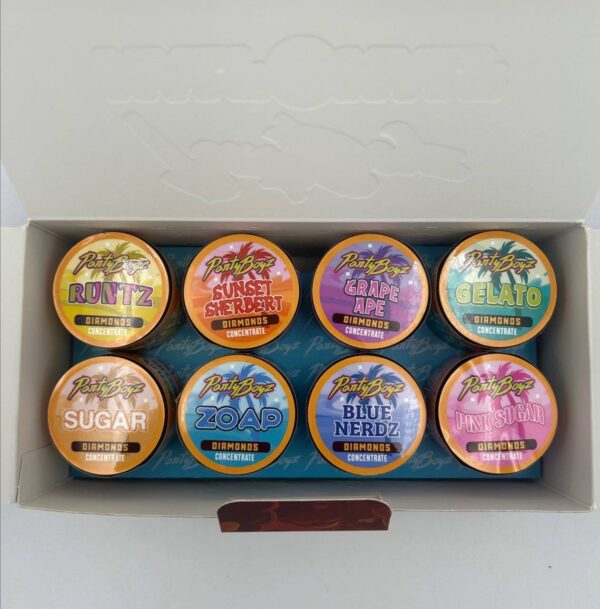 PartyBoyz
RUNTZ
DIAMONDS
CONCENTRATE
PartyBoyz
SUNSET
SHERBERT
DIAMONDS
CONCENTRATE
PartyBoyz
GRAPE
APE
DIAMONDS
CONCENTRATE
PartyBoyz
GELATO
DIAMONDS
CONCENTRATE
PartyBoyz
SUGAR
DIAMONDS
CONCENTRATE
PartyBoyz
ZOAP
DIAMONDS
CONCENTRATE
PartyBoyz
BLUE
NERDZ
DIAMONDS
CONCENTRATE
PartyBoyz
PINK SUGAR
DIAMONDS
CONCENTRATE